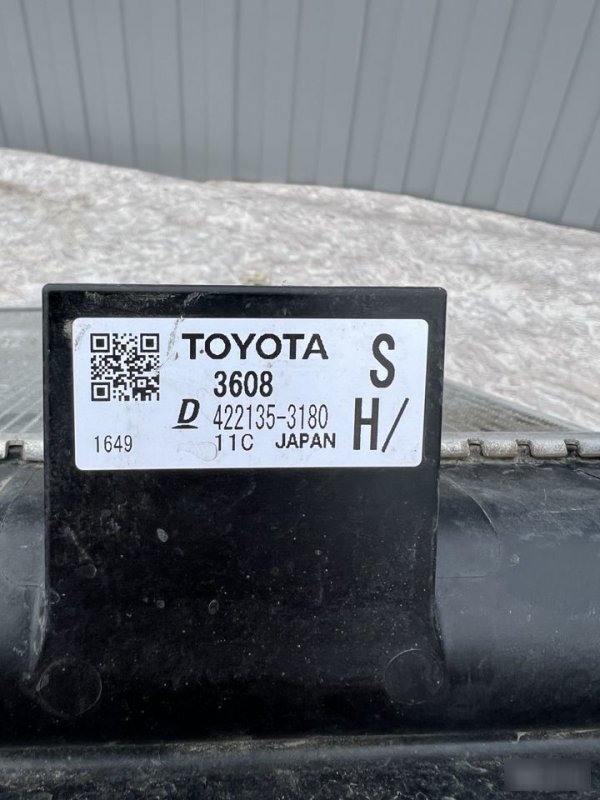 TOYOTA
S
3608
D 422135-3180
H/
1649
11C JAPAN